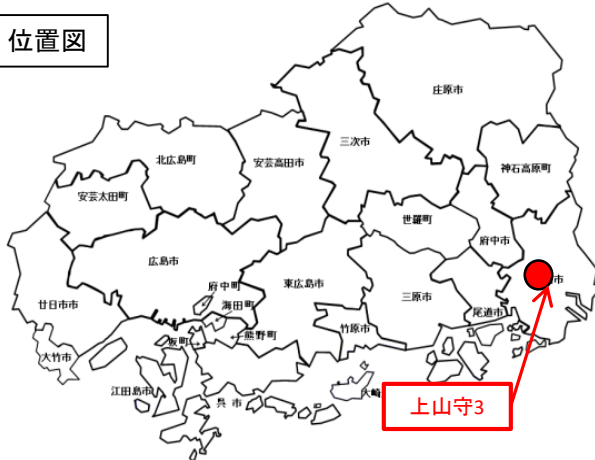 位置図
庄原市
三次市
北広島町
安芸高田市
神石高原町
安芸太田町
世羅町
府中市
広島市
府中町
海田町
東広島市
三原市
市
廿日市市
尾道市
竹原市
熊野町
坂町
大竹市
江田島市
呉市
大崎
上山守3